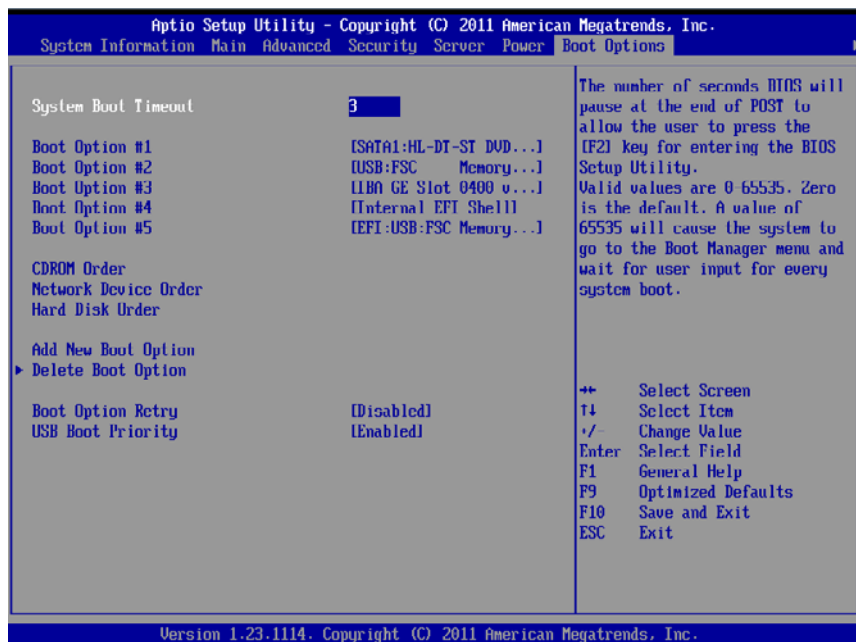 Aptio Setup Utility - Copyright (C) 2011 American Megatrends, Inc.
System Information Main Advanced Security Server Power Boot Options
System Boot Timeout 3
Boot Option #1 [SATA1:HL-DT-ST DVD...]
Boot Option #2 [USB:FSC Memory...]
Boot Option #3 [IBA GE Slot 0400 v...]
Boot Option #4 [Internal EFI Shell]
Boot Option #5 [EFI:USB:FSC Memory...]
CDROM Order
Network Device Order
Hard Disk Order
Add New Boot Option
► Delete Boot Option
Boot Option Retry [Disabled]
USB Boot Priority [Enabled]
The number of seconds BIOS will
pause at the end of POST to
allow the user to press the
[F2] key for entering the BIOS
Setup Utility.
Valid values are 0-65535. Zero
is the default. A value of
65535 will cause the system to
go to the Boot Manager menu and
wait for user input for every
system boot.
→← Select Screen
↑↓ Select Item
+/- Change Value
Enter Select Field
F1 General Help
F9 Optimized Defaults
F10 Save and Exit
ESC Exit
Version 1.23.1114. Copyright (C) 2011 American Megatrends, Inc.